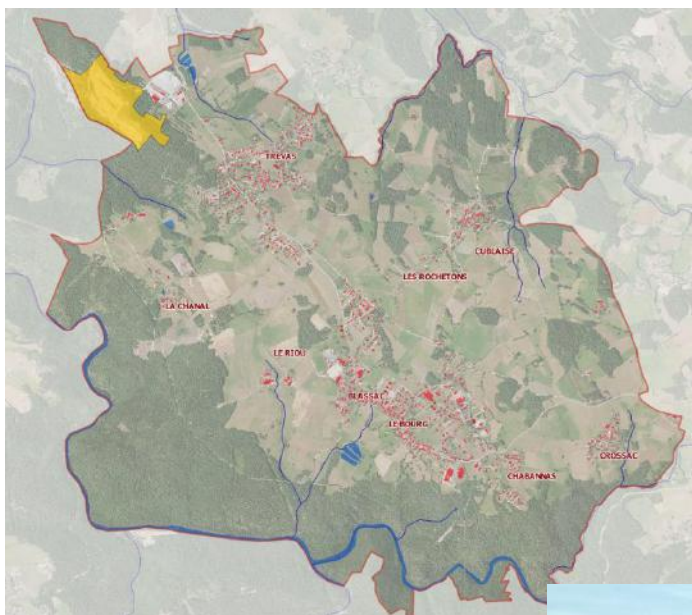 TREVAS
CUBLAISE
LES ROCHETONS
LA CHANAL
LE RIOU
BLASSAC
LE BOURG
CROSSAC
CHABANNAS